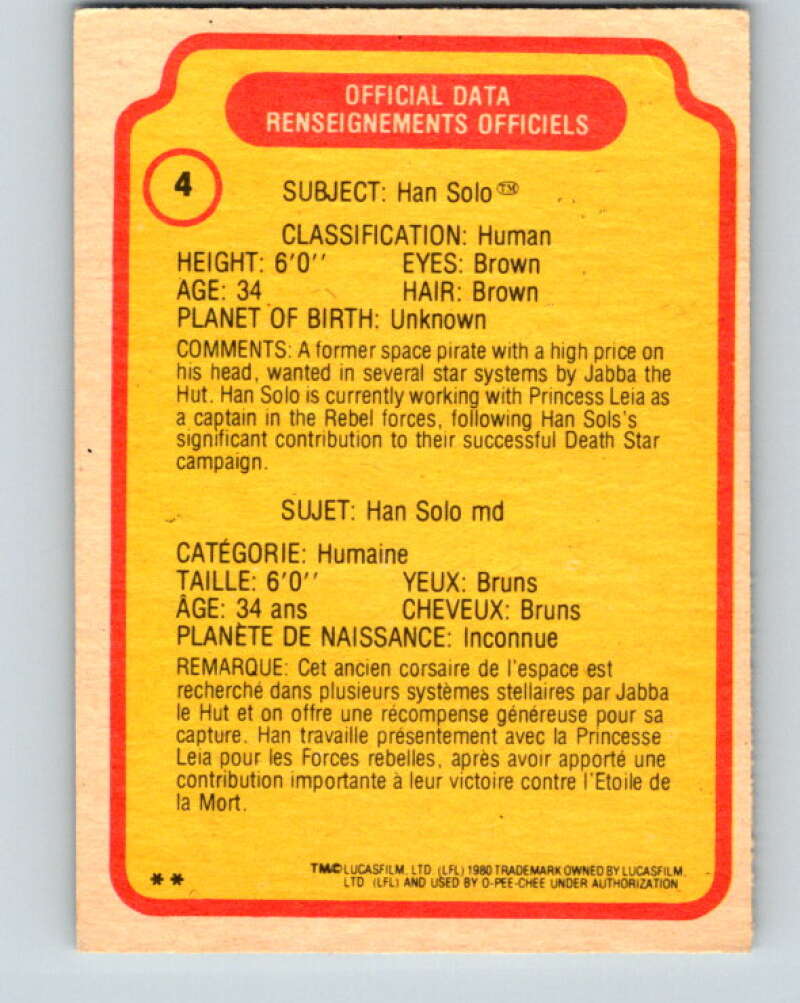 OFFICIAL DATA
RENSEIGNEMENTS OFFICIELS
4
SUBJECT: Han Solo™
CLASSIFICATION: Human
HEIGHT: 6'0'' EYES: Brown
AGE: 34 HAIR: Brown
PLANET OF BIRTH: Unknown
COMMENTS: A former space pirate with a high price on
his head, wanted in several star systems by Jabba the
Hut. Han Solo is currently working with Princess Leia as
a captain in the Rebel forces, following Han Sols's
significant contribution to their successful Death Star
campaign.
SUJET: Han Solo md
CATÉGORIE: Humaine
TAILLE: 6'0'' YEUX: Bruns
ÂGE: 34 ans CHEVEUX: Bruns
PLANÈTE DE NAISSANCE: Inconnue
REMARQUE: Cet ancien corsaire de l'espace est
recherché dans plusieurs systèmes stellaires par Jabba
le Hut et on offre une récompense généreuse pour sa
capture. Han travaille présentement avec la Princesse
Leia pour les Forces rebelles, après avoir apporté une
contribution importante à leur victoire contre l'Etoile de
la Mort.
** TM©LUCASFILM, LTD (LFL) 1980 TRADEMARK OWNED BY LUCASFILM,
LTD (LFL) AND USED BY O-PEE-CHEE UNDER AUTHORIZATION